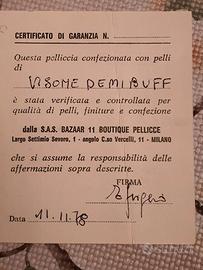 CERTIFICATO DI GARANZIA N.
Questa pelliccia confezionata con pelli
di
VISONE DEMIBUFF
è stata verificata e controllata per
qualità di pelli, finiture e confezione
dalla S.A.S. BAZAAR 11 BOUTIQUE PELLICCE
Largo Settimio Severo, 1 - angolo C.so Vercelli, 11 - MILANO
che si assume la responsabilità delle
affermazioni sopra descritte.
FIRMA
Data 11.11.78